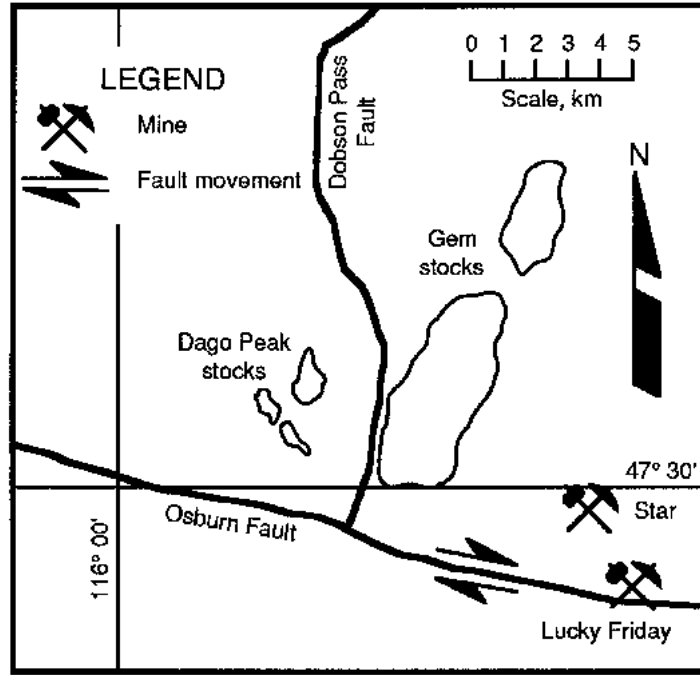 LEGEND
Mine
Fault movement
Dobson Pass
Fault
0 1 2 3 4 5
Scale, km
N
Gem
stocks
Dago Peak
stocks
47° 30'
Star
Osburn Fault
116° 00'
Lucky Friday